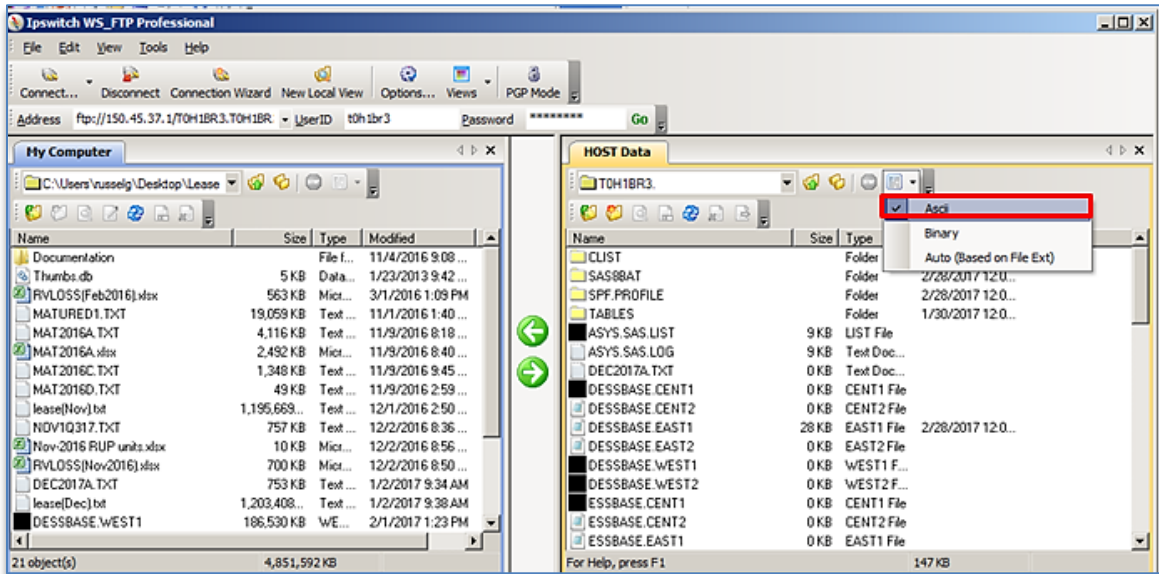 Ipswitch WS_FTP Professional
File Edit View Tools Help
Connect... Disconnect Connection Wizard New Local View Options... Views PGP Mode
Address ftp://150.45.37.1/T0H1BR3.T0H1BR: UserID t0h1br3 Password ******** Go
My Computer
C:\Users\russelg\Desktop\Lease
Name Size Type Modified
Documentation File f... 11/4/2016 9:08 ...
Thumbs.db 5 KB Data... 1/23/2013 9:42 ...
RVLOSS(Feb2016).xlsx 563 KB Micr... 3/1/2016 1:09 PM
MATURED1.TXT 19,059 KB Text ... 11/1/2016 1:40 ...
MAT2016A.TXT 4,116 KB Text ... 11/9/2016 8:18 ...
MAT2016A.xlsx 2,492 KB Micr... 11/9/2016 8:40 ...
MAT2016C.TXT 1,348 KB Text ... 11/9/2016 9:45 ...
MAT2016D.TXT 49 KB Text ... 11/9/2016 2:59 ...
lease(Nov).txt 1,195,669... Text ... 12/1/2016 2:50 ...
NOV1Q317.TXT 757 KB Text ... 12/2/2016 8:36 ...
Nov-2016 RUP units.xlsx 10 KB Micr... 12/2/2016 8:56 ...
RVLOSS(Nov2016).xlsx 700 KB Micr... 12/2/2016 8:50 ...
DEC2017A.TXT 753 KB Text ... 1/2/2017 9:34 AM
lease(Dec).txt 1,203,408... Text ... 1/2/2017 9:38 AM
DESSBASE.WEST1 186,530 KB WE... 2/1/2017 1:23 PM
21 object(s) 4,851,592 KB
HOST Data
T0H1BR3.
Ascii
Binary
Auto (Based on File Ext)
Name Size Type
CLIST Folder
SAS8BAT Folder 2/28/2017 12:0...
SPF.PROFILE Folder 2/28/2017 12:0...
TABLES Folder 1/30/2017 12:0...
ASYS.SAS.LIST 9 KB LIST File
ASYS.SAS.LOG 9 KB Text Doc...
DEC2017A.TXT 0 KB Text Doc...
DESSBASE.CENT1 0 KB CENT1 File
DESSBASE.CENT2 0 KB CENT2 File
DESSBASE.EAST1 28 KB EAST1 File 2/28/2017 12:0...
DESSBASE.EAST2 0 KB EAST2 File
DESSBASE.WEST1 0 KB WEST1 F...
DESSBASE.WEST2 0 KB WEST2 F...
ESSBASE.CENT1 0 KB CENT1 File
ESSBASE.CENT2 0 KB CENT2 File
ESSBASE.EAST1 0 KB EAST1 File
For Help, press F1 147 KB